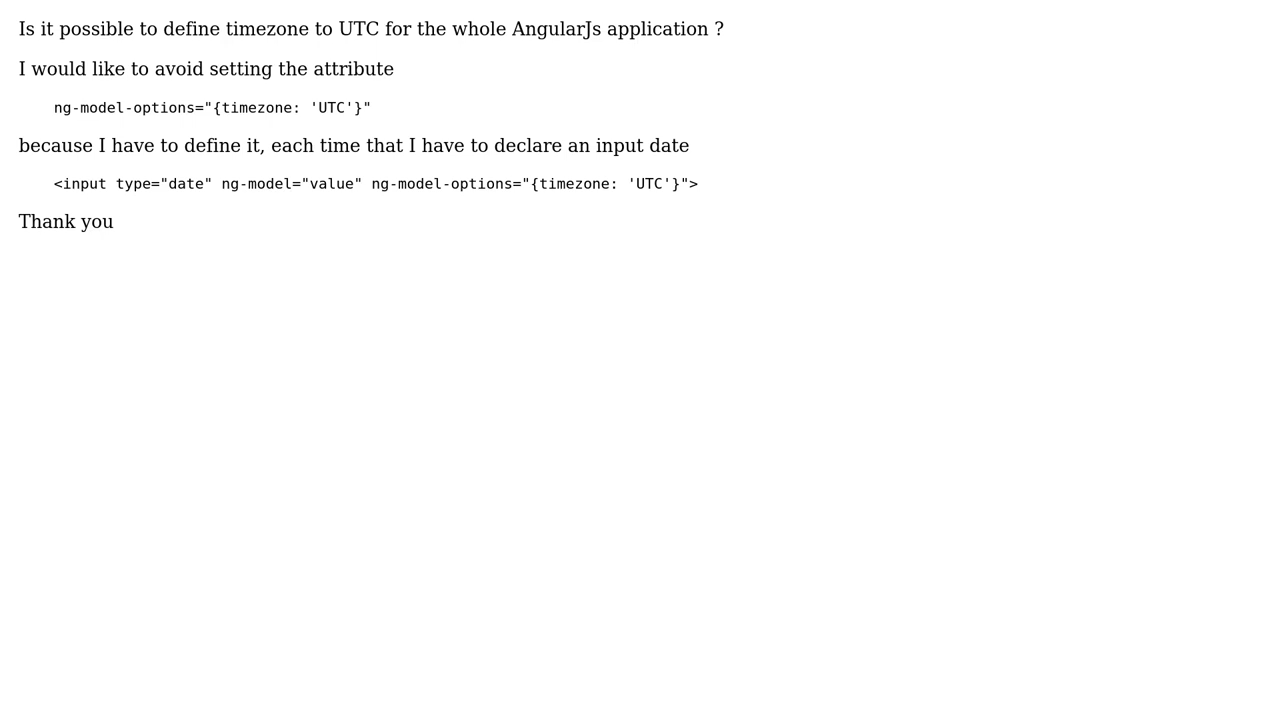 Is it possible to define timezone to UTC for the whole AngularJs application ?
I would like to avoid setting the attribute
ng-model-options="{timezone: 'UTC'}"
because I have to define it, each time that I have to declare an input date
<input type="date" ng-model="value" ng-model-options="{timezone: 'UTC'}">
Thank you